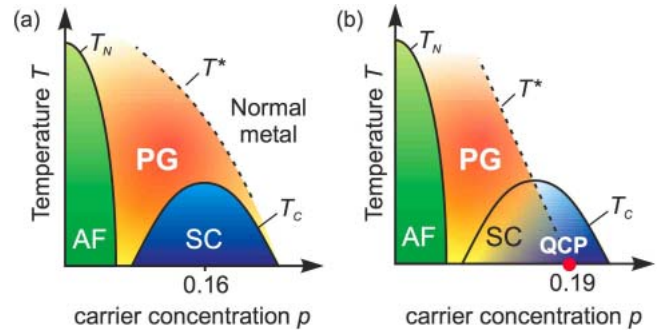 (a)
T_N
T*
Normal
metal
PG
T_C
AF
SC
0.16
Temperature T
carrier concentration p
(b)
T_N
T*
PG
T_C
AF
SC
QCP
0.19
Temperature T
carrier concentration p